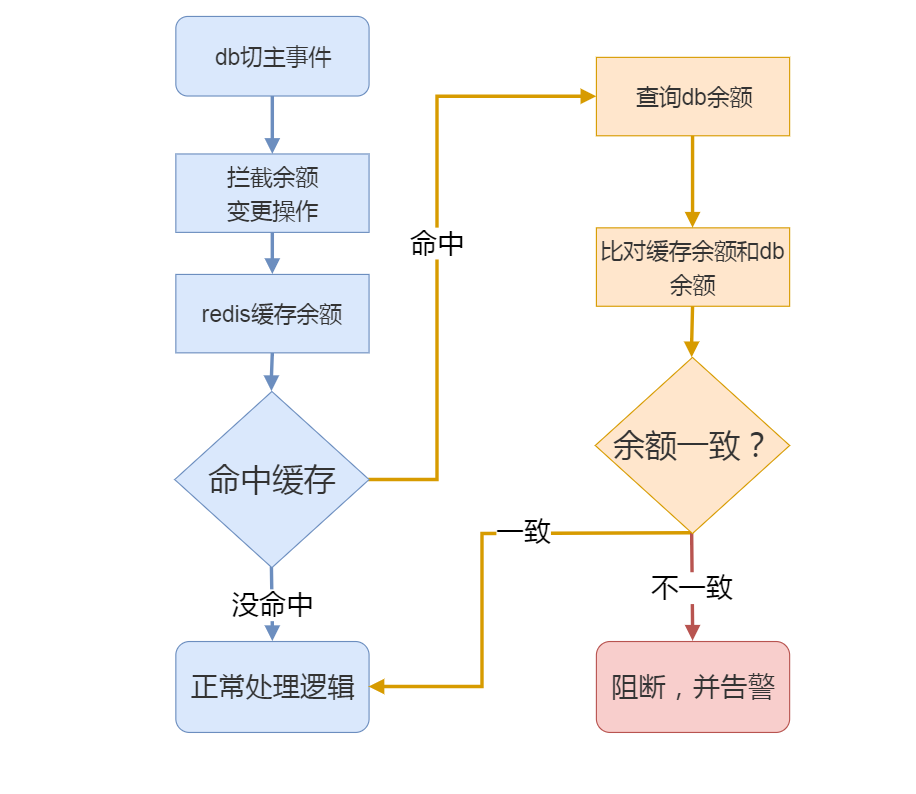 db切主事件
拦截余额
变更操作
redis缓存余额
命中缓存
没命中
正常处理逻辑
命中
查询db余额
比对缓存余额和db
余额
余额一致？
一致
不一致
阻断，并告警